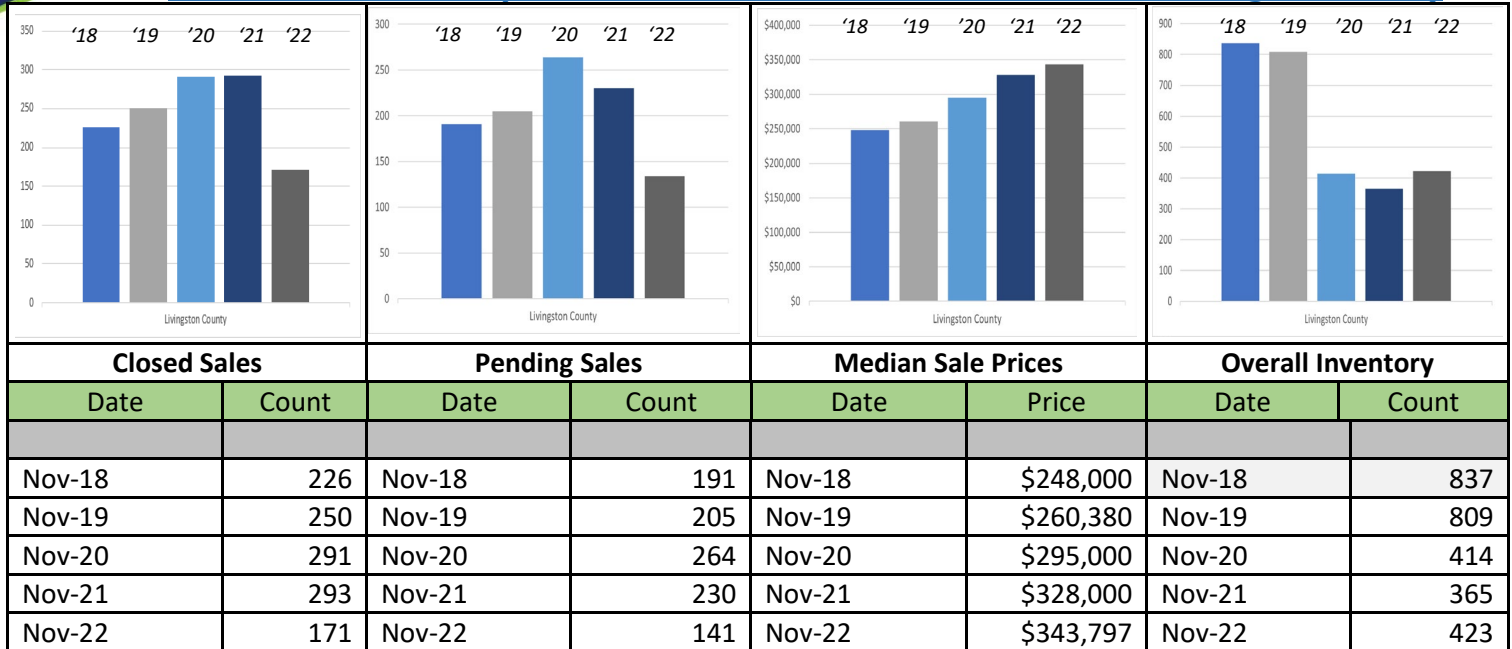 '18 '19 '20 '21 '22
350
300
250
200
150
100
50
0
Livingston County
'18 '19 '20 '21 '22
300
250
200
150
100
50
0
Livingston County
'18 '19 '20 '21 '22
$400,000
$350,000
$300,000
$250,000
$200,000
$150,000
$100,000
$50,000
$0
Livingston County
'18 '19 '20 '21 '22
900
800
700
600
500
400
300
200
100
0
Livingston County
Closed Sales Pending Sales Median Sale Prices Overall Inventory
Date Count Date Count Date Price Date Count
Nov-18 226 Nov-18 191 Nov-18 $248,000 Nov-18 837
Nov-19 250 Nov-19 205 Nov-19 $260,380 Nov-19 809
Nov-20 291 Nov-20 264 Nov-20 $295,000 Nov-20 414
Nov-21 293 Nov-21 230 Nov-21 $328,000 Nov-21 365
Nov-22 171 Nov-22 141 Nov-22 $343,797 Nov-22 423